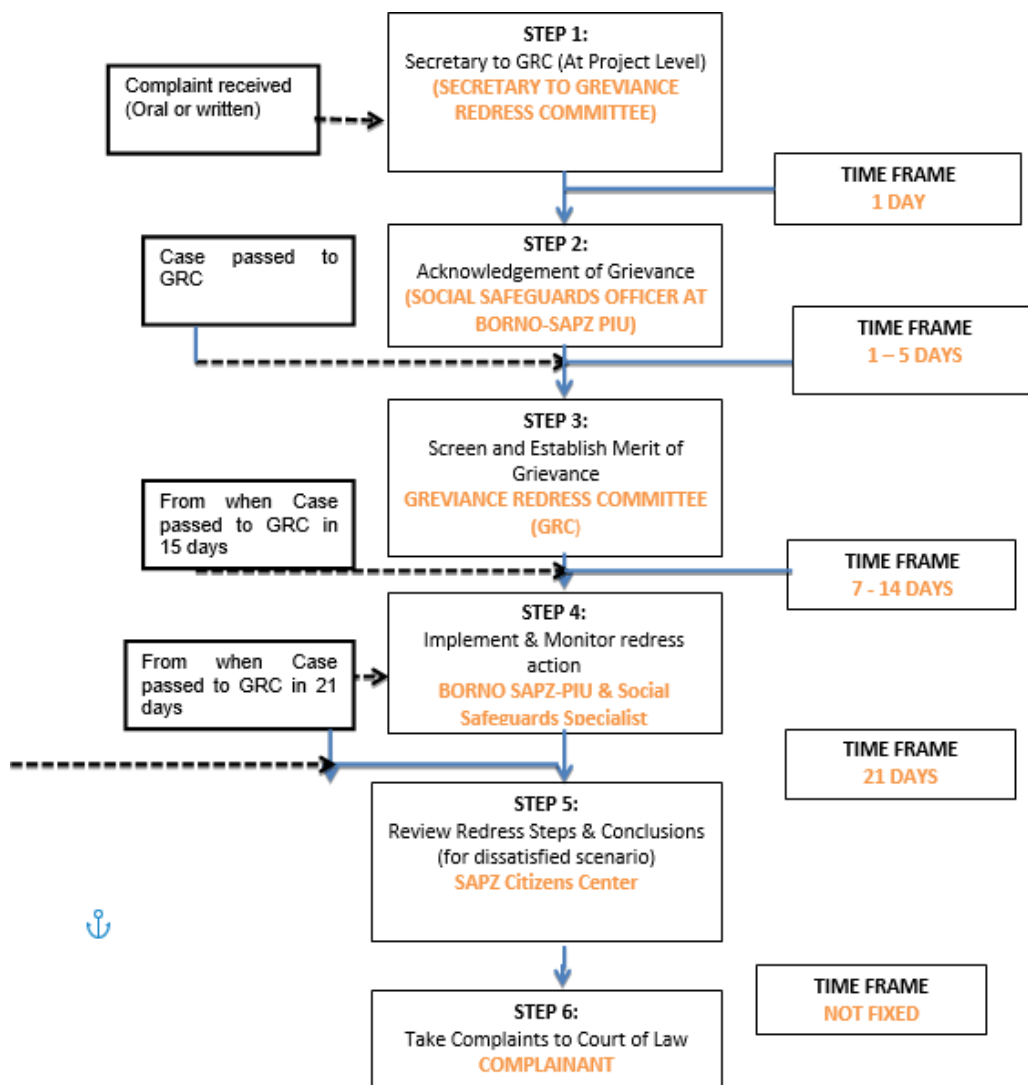 STEP 1:
Secretary to GRC (At Project Level)
(SECRETARY TO GREVIANCE
REDRESS COMMITTEE)
Complaint received
(Oral or written)
TIME FRAME
1 DAY
STEP 2:
Acknowledgement of Grievance
(SOCIAL SAFEGUARDS OFFICER AT
BORNO-SAPZ PIU)
Case passed to
GRC
TIME FRAME
1 – 5 DAYS
STEP 3:
Screen and Establish Merit of
Grievance
GREVIANCE REDRESS COMMITTEE
(GRC)
From when Case
passed to GRC in
15 days
TIME FRAME
7 - 14 DAYS
STEP 4:
Implement & Monitor redress
action
BORNO SAPZ-PIU & Social
Safeguards Specialist
From when Case
passed to GRC in 21
days
TIME FRAME
21 DAYS
STEP 5:
Review Redress Steps & Conclusions
(for dissatisfied scenario)
SAPZ Citizens Center
TIME FRAME
NOT FIXED
STEP 6:
Take Complaints to Court of Law
COMPLAINANT